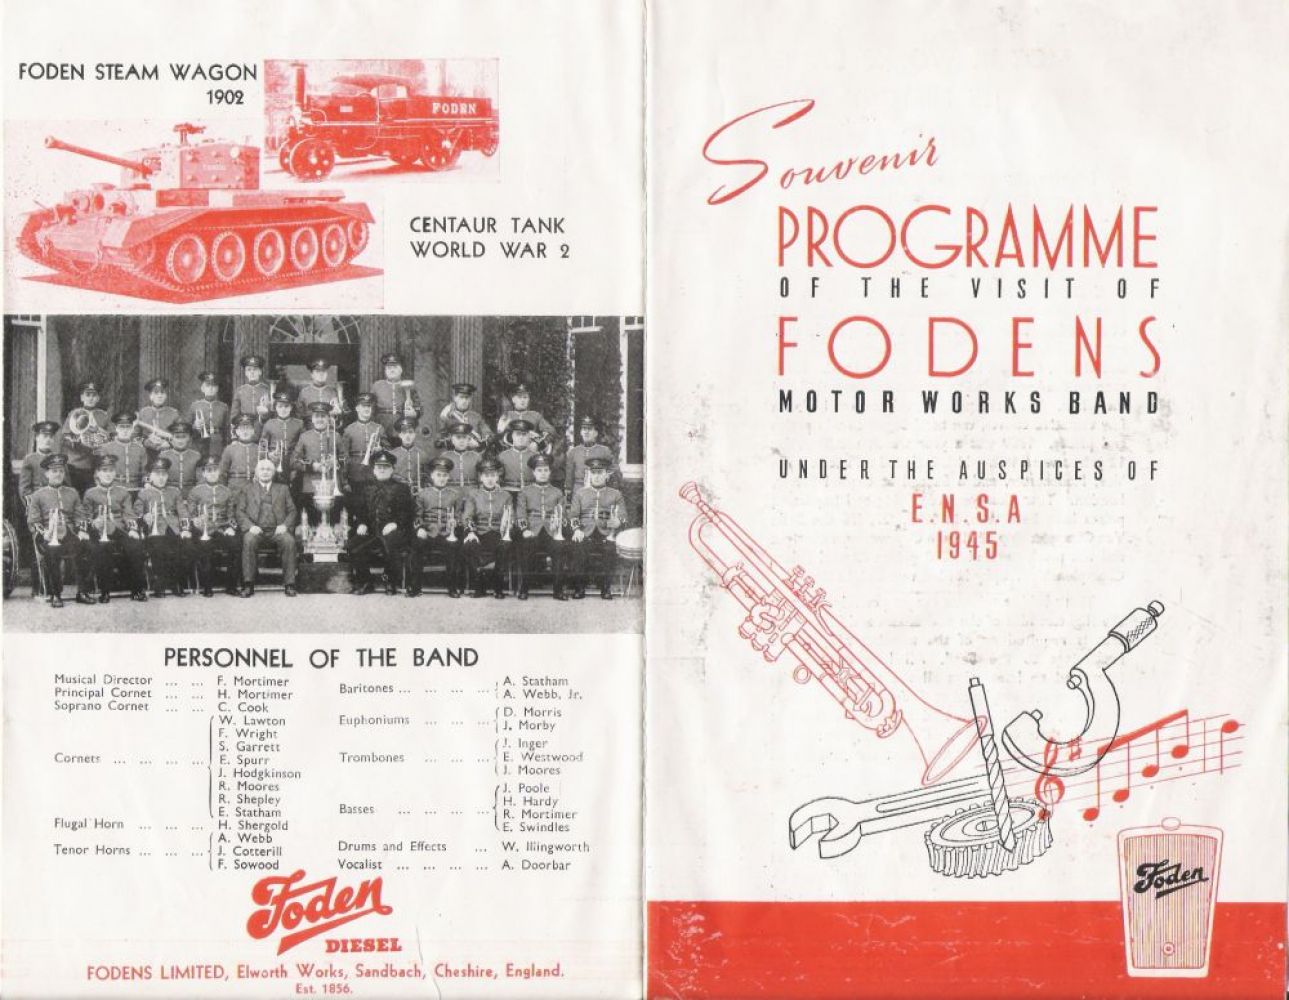 FODEN STEAM WAGON
1902
FODEN
CENTAUR TANK
WORLD WAR 2
PERSONNEL OF THE BAND
Musical Director ... ... F. Mortimer
Principal Cornet ... ... H. Mortimer
Soprano Cornet ... ... C. Cook
W. Lawton
F. Wright
S. Garrett
Cornets ... ... ... ... E. Spurr
J. Hodgkinson
R. Moores
R. Shepley
E. Statham
Flugal Horn ... ... ... H. Shergold
A. Webb
Tenor Horns ... ... ... J. Cotterill
F. Sowood
A. Statham
Baritones ... ... ... ...
A. Webb, Jr.
D. Morris
Euphoniums ... ... ...
J. Morby
J. Inger
Trombones ... ... ... E. Westwood
J. Moores
J. Poole
H. Hardy
Basses ... ... ... ... R. Mortimer
E. Swindles
Drums and Effects ... W. Illingworth
Vocalist ... ... ... ... A. Doorbar
Foden
DIESEL
FODENS LIMITED, Elworth Works, Sandbach, Cheshire, England.
Est. 1856.
Souvenir
PROGRAMME
OF THE VISIT OF
FODENS
MOTOR WORKS BAND
UNDER THE AUSPICES OF
E.N.S.A
1945
Foden